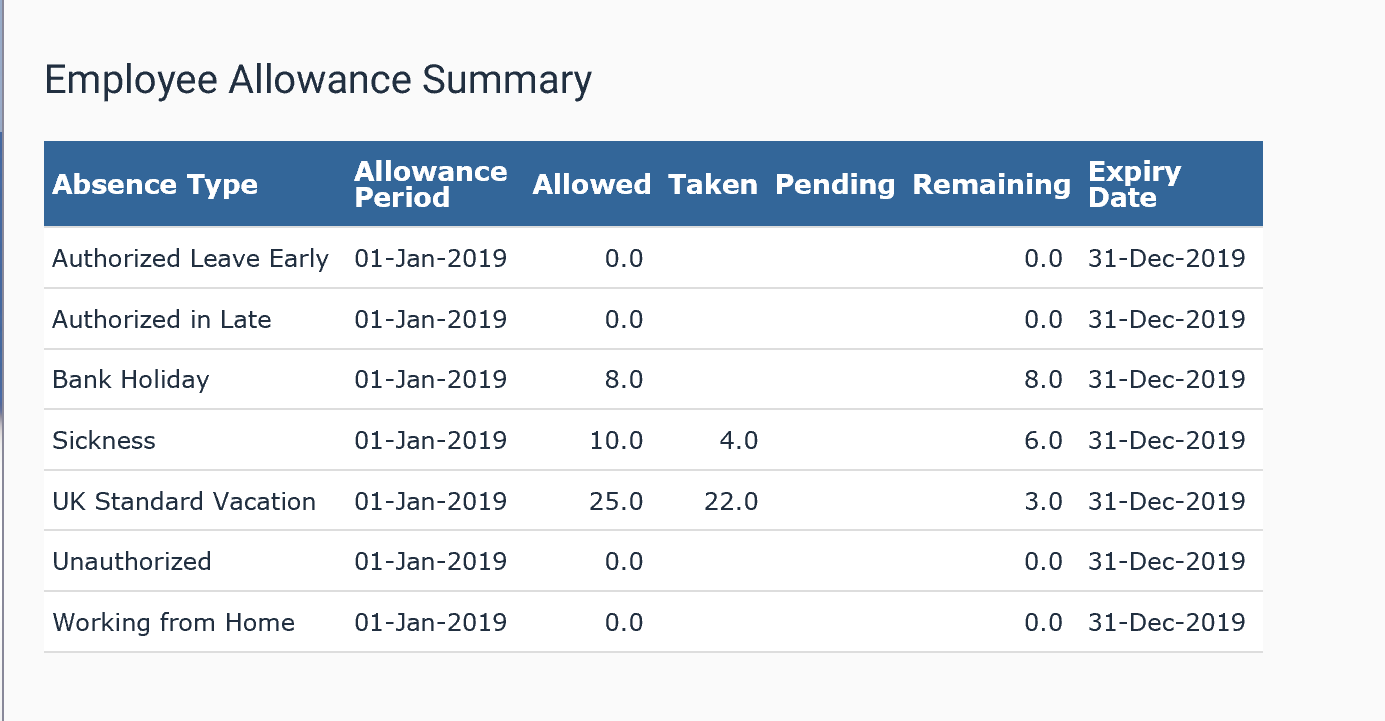 Employee Allowance Summary
Absence Type Allowance Period Allowed Taken Pending Remaining Expiry Date
Authorized Leave Early 01-Jan-2019 0.0 0.0 31-Dec-2019
Authorized in Late 01-Jan-2019 0.0 0.0 31-Dec-2019
Bank Holiday 01-Jan-2019 8.0 8.0 31-Dec-2019
Sickness 01-Jan-2019 10.0 4.0 6.0 31-Dec-2019
UK Standard Vacation 01-Jan-2019 25.0 22.0 3.0 31-Dec-2019
Unauthorized 01-Jan-2019 0.0 0.0 31-Dec-2019
Working from Home 01-Jan-2019 0.0 0.0 31-Dec-2019